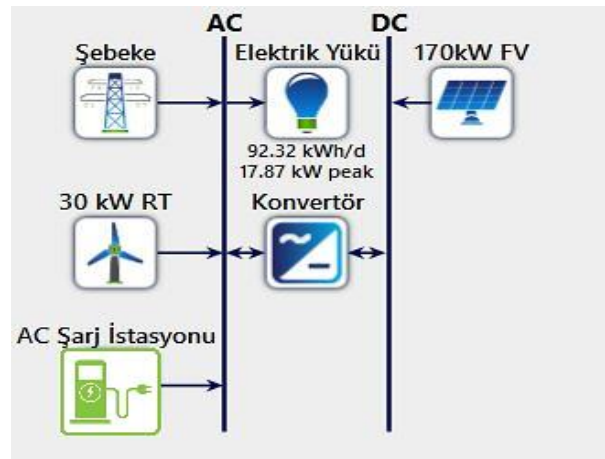 AC
DC
Şebeke
Elektrik Yükü
170kW FV
92.32 kWh/d
17.87 kW peak
30 kW RT
Konvertör
AC Şarj İstasyonu